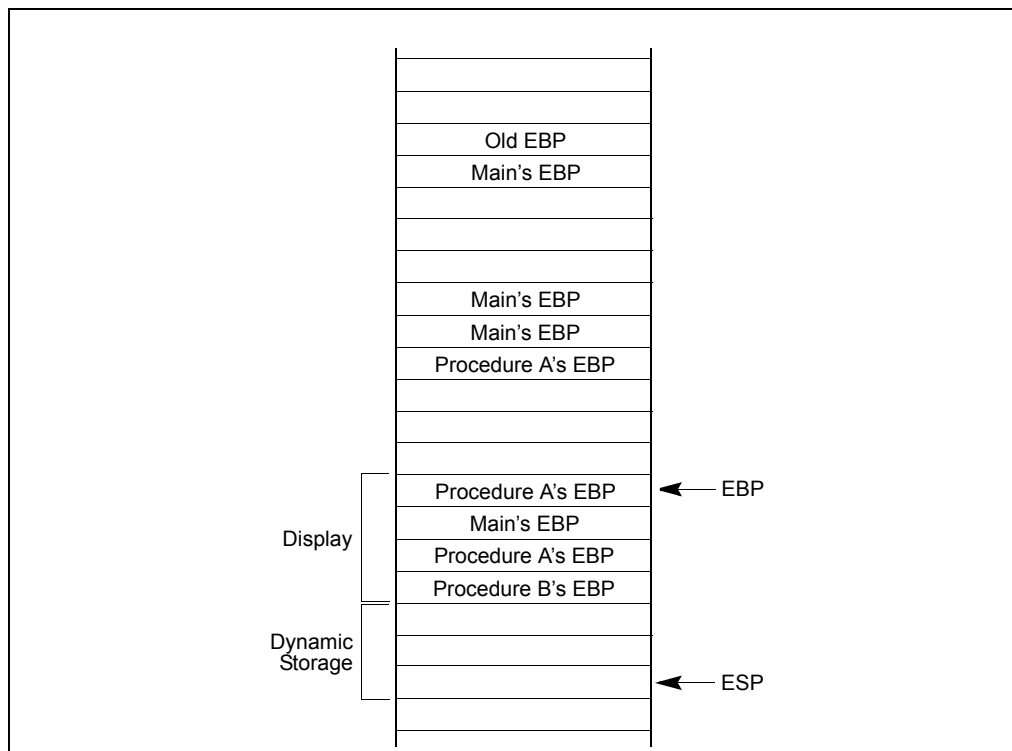 Old EBP
Main’s EBP
Main’s EBP
Main’s EBP
Procedure A’s EBP
Procedure A’s EBP
EBP
Main’s EBP
Display
Procedure A’s EBP
Procedure B’s EBP
Dynamic
Storage
ESP